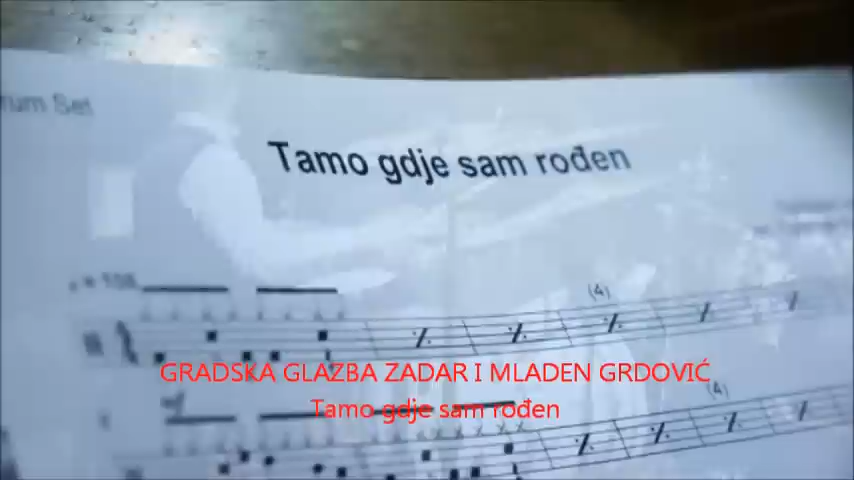 rum Set
Tamo gdje sam rođen
(4)
GRADSKA GLAZBA ZADAR I MLADEN GRDOVIĆ
Tamo gdje sam rođen
(4)